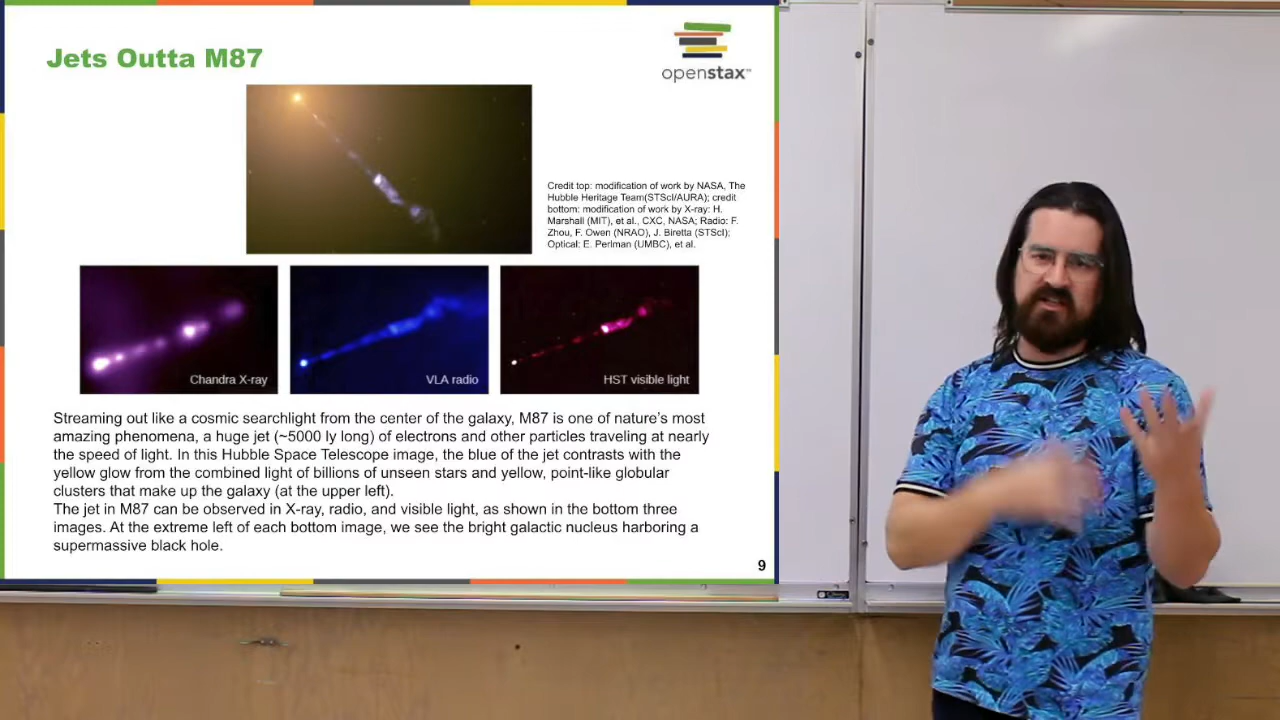 Jets Outta M87
openstax™
Credit top: modification of work by NASA, The
Hubble Heritage Team(STScI/AURA); credit
bottom: modification of work by X-ray: H.
Marshall (MIT), et al., CXC, NASA; Radio: F.
Zhou, F. Owen (NRAO), J. Biretta (STScI);
Optical: E. Perlman (UMBC), et al.
Chandra X-ray
VLA radio
HST visible light
Streaming out like a cosmic searchlight from the center of the galaxy, M87 is one of nature's most
amazing phenomena, a huge jet (~5000 ly long) of electrons and other particles traveling at nearly
the speed of light. In this Hubble Space Telescope image, the blue of the jet contrasts with the
yellow glow from the combined light of billions of unseen stars and yellow, point-like globular
clusters that make up the galaxy (at the upper left).
The jet in M87 can be observed in X-ray, radio, and visible light, as shown in the bottom three
images. At the extreme left of each bottom image, we see the bright galactic nucleus harboring a
supermassive black hole.
9